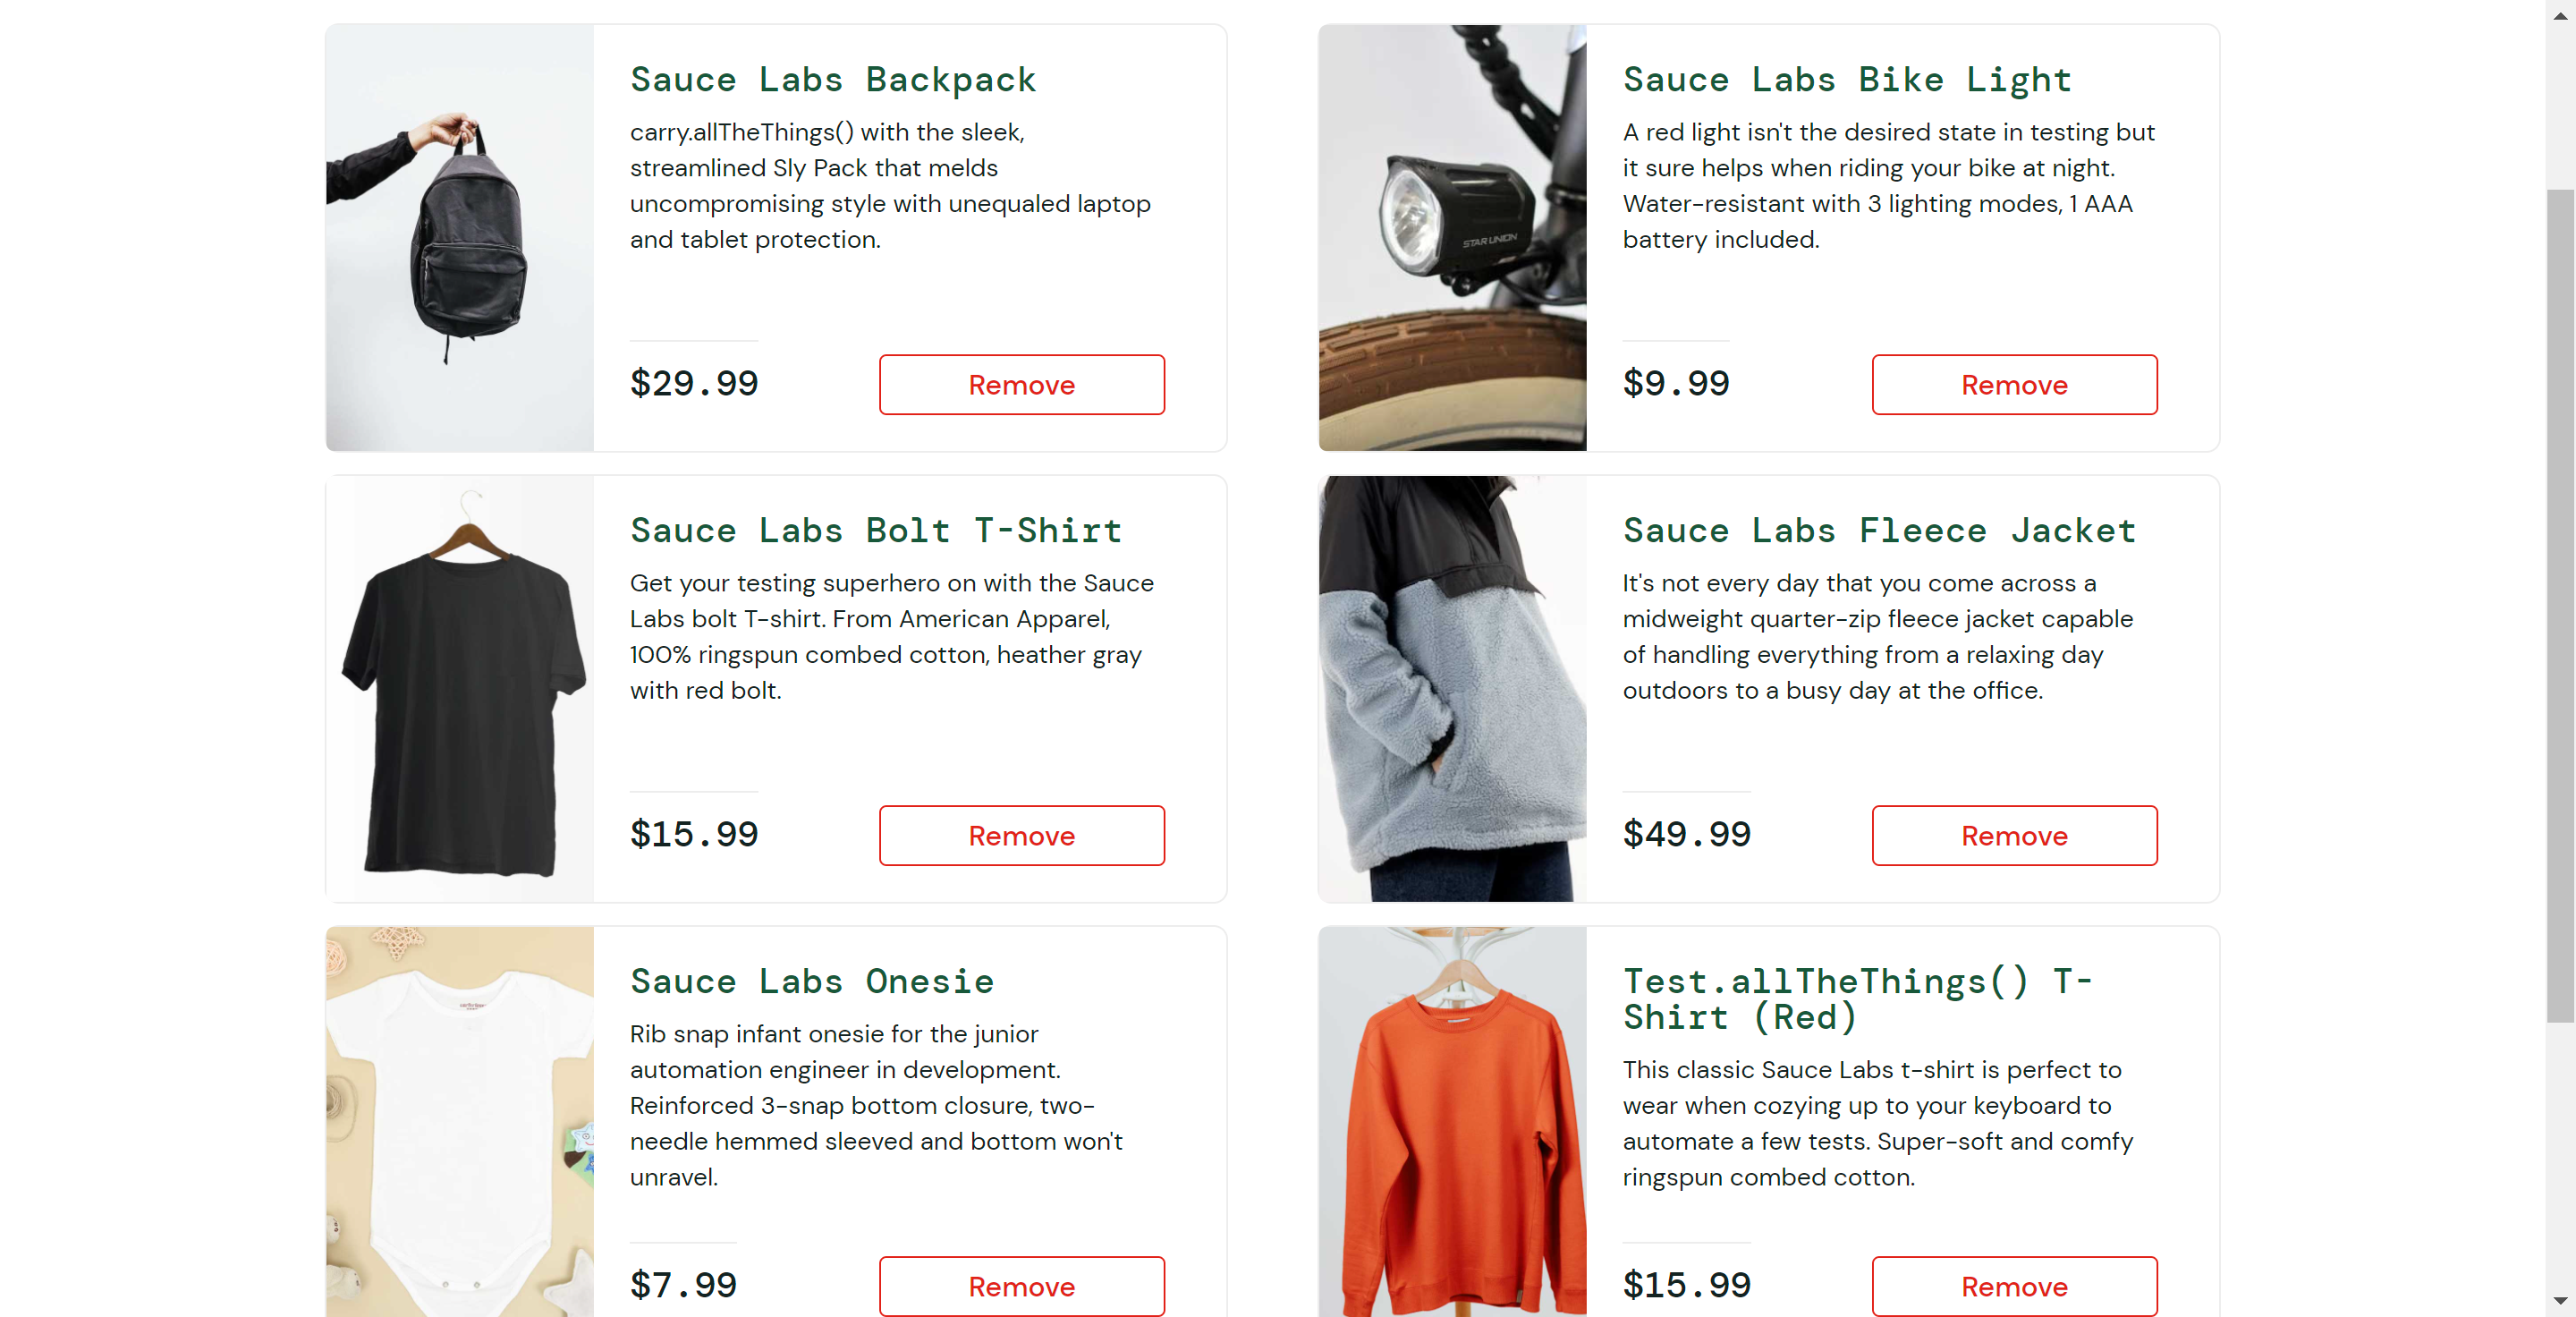 Sauce Labs Backpack
carry.allTheThings() with the sleek,
streamlined Sly Pack that melds
uncompromising style with unequaled laptop
and tablet protection.
$29.99
Remove
Sauce Labs Bike Light
A red light isn't the desired state in testing but
it sure helps when riding your bike at night.
Water-resistant with 3 lighting modes, 1 AAA
battery included.
STAR UNION
$9.99
Remove
Sauce Labs Bolt T-Shirt
Get your testing superhero on with the Sauce
Labs bolt T-shirt. From American Apparel,
100% ringspun combed cotton, heather gray
with red bolt.
$15.99
Remove
Sauce Labs Fleece Jacket
It's not every day that you come across a
midweight quarter-zip fleece jacket capable
of handling everything from a relaxing day
outdoors to a busy day at the office.
$49.99
Remove
Sauce Labs Onesie
Rib snap infant onesie for the junior
automation engineer in development.
Reinforced 3-snap bottom closure, two-
needle hemmed sleeved and bottom won't
unravel.
$7.99
Remove
Test.allTheThings() T-
Shirt (Red)
This classic Sauce Labs t-shirt is perfect to
wear when cozying up to your keyboard to
automate a few tests. Super-soft and comfy
ringspun combed cotton.
$15.99
Remove